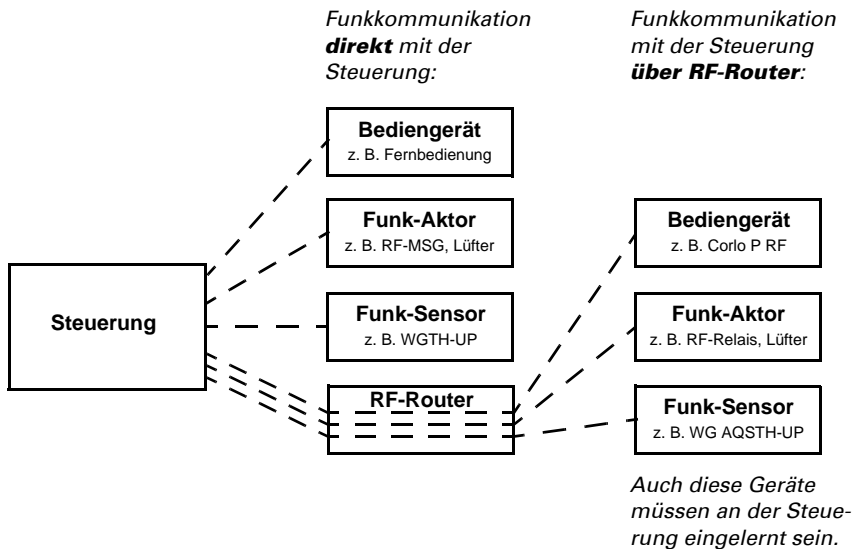 Funkkommunikation
direkt mit der
Steuerung:
Funkkommunikation
mit der Steuerung
über RF-Router:
Steuerung
Bediengerät
z. B. Fernbedienung
Funk-Aktor
z. B. RF-MSG, Lüfter
Funk-Sensor
z. B. WGTH-UP
RF-Router
Bediengerät
z. B. Corlo P RF
Funk-Aktor
z. B. RF-Relais, Lüfter
Funk-Sensor
z. B. WG AQSTH-UP
Auch diese Geräte
müssen an der Steue-
rung eingelernt sein.